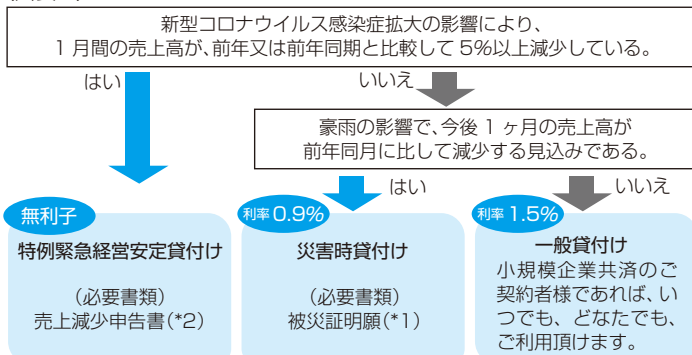 新型コロナウイルス感染症拡大の影響により、
1月間の売上高が、前年又は前年同期と比較して5%以上減少している。
はい
いいえ
豪雨の影響で、今後1ヶ月の売上高が
前年同月に比して減少する見込みである。
はい
いいえ
無利子
特例緊急経営安定貸付け
(必要書類)
売上減少申告書(*2)
利率0.9%
災害時貸付け
(必要書類)
被災証明願(*1)
利率1.5%
一般貸付け
小規模企業共済のご
契約者様であれば、い
つでも、どなたでも、
ご利用頂けます。